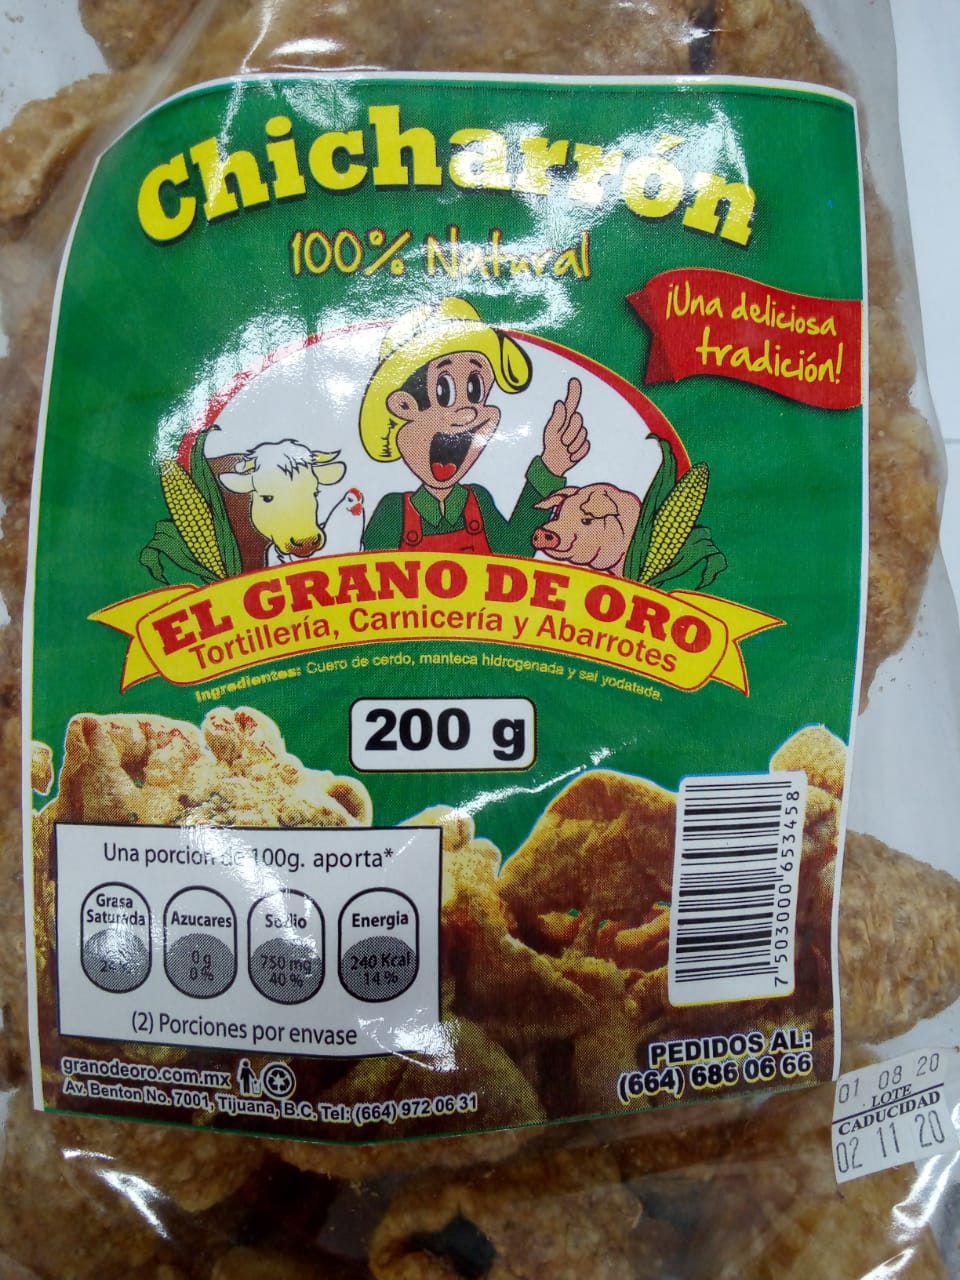 Chicharrón
100% Natural
¡Una deliciosa
tradición!
EL GRANO DE ORO
Tortillería, Carnicería y Abarrotes
Ingredientes: Cuero de cerdo, manteca hidrogenada y sal yodatada.
200 g
Una porción de 100g. aporta*
Grasa Saturada
Azucares
0 g
0 %
Sodio
750 mg
40 %
Energia
240 Kcal
14 %
(2) Porciones por envase
7 503000 653458
granodeoro.com.mx
Av. Benton No. 7001, Tijuana, B.C. Tel: (664) 972 06 31
PEDIDOS AL:
(664) 686 06 66
01 08 20
LOTE
CADUCIDAD
02 11 20